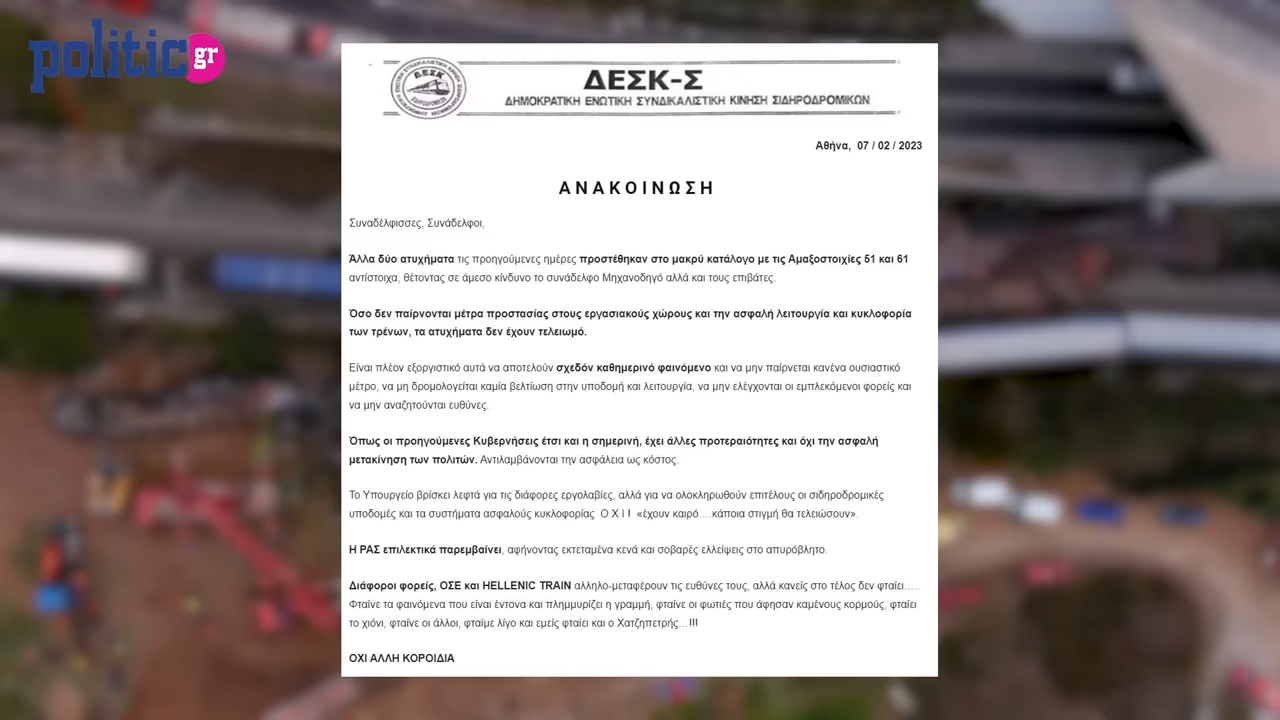 politic gr
ΔΕΣΚ-Σ
ΔΗΜΟΚΡΑΤΙΚΗ ΕΝΩΤΙΚΗ ΣΥΝΔΙΚΑΛΙΣΤΙΚΗ ΚΙΝΗΣΗ ΣΙΔΗΡΟΔΡΟΜΙΚΩΝ
Δ.Ε.Σ.Κ
Αθήνα, 07 / 02 / 2023
Α Ν Α Κ Ο Ι Ν Ω Σ Η
Συναδέλφισσες, Συνάδελφοι,
Άλλα δύο ατυχήματα τις προηγούμενες ημέρες προστέθηκαν στο μακρύ κατάλογο με τις Αμαξοστοιχίες 51 και 61
αντίστοιχα, θέτοντας σε άμεσο κίνδυνο το συνάδελφο Μηχανοδηγό αλλά και τους επιβάτες.
Όσο δεν παίρνονται μέτρα προστασίας στους εργασιακούς χώρους και την ασφαλή λειτουργία και κυκλοφορία
των τρένων, τα ατυχήματα δεν έχουν τελειωμό.
Είναι πλέον εξοργιστικό αυτά να αποτελούν σχεδόν καθημερινό φαινόμενο και να μην παίρνεται κανένα ουσιαστικό
μέτρο, να μη δρομολογείται καμία βελτίωση στην υποδομή και λειτουργία, να μην ελέγχονται οι εμπλεκόμενοι φορείς και
να μην αναζητούνται ευθύνες.
Όπως οι προηγούμενες Κυβερνήσεις έτσι και η σημερινή, έχει άλλες προτεραιότητες και όχι την ασφαλή
μετακίνηση των πολιτών. Αντιλαμβάνονται την ασφάλεια ως κόστος.
Το Υπουργείο βρίσκει λεφτά για τις διάφορες εργολαβίες, αλλά για να ολοκληρωθούν επιτέλους οι σιδηροδρομικές
υποδομές και τα συστήματα ασφαλούς κυκλοφορίας Ο Χ Ι ! «έχουν καιρό….κάποια στιγμή θα τελειώσουν».
Η ΡΑΣ επιλεκτικά παρεμβαίνει, αφήνοντας εκτεταμένα κενά και σοβαρές ελλείψεις στο απυρόβλητο.
Διάφοροι φορείς, ΟΣΕ και HELLENIC TRAIN αλληλο-μεταφέρουν τις ευθύνες τους, αλλά κανείς στο τέλος δεν φταίει…..
Φταίνε τα φαινόμενα που είναι έντονα και πλημμυρίζει η γραμμή, φταίνε οι φωτιές που άφησαν καμένους κορμούς, φταίει
το χιόνι, φταίνε οι άλλοι, φταίμε λίγο και εμείς φταίει και ο Χατζηπετρής…!!!
ΟΧΙ ΑΛΛΗ ΚΟΡΟΙΔΙΑ